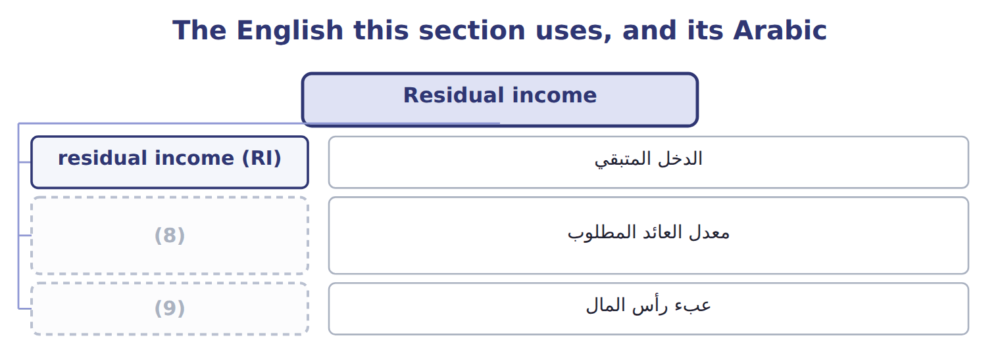 The English this section uses, and its Arabic
Residual income
residual income (RI)
الدخل المتبقي
(8)
معدل العائد المطلوب
(9)
عبء رأس المال